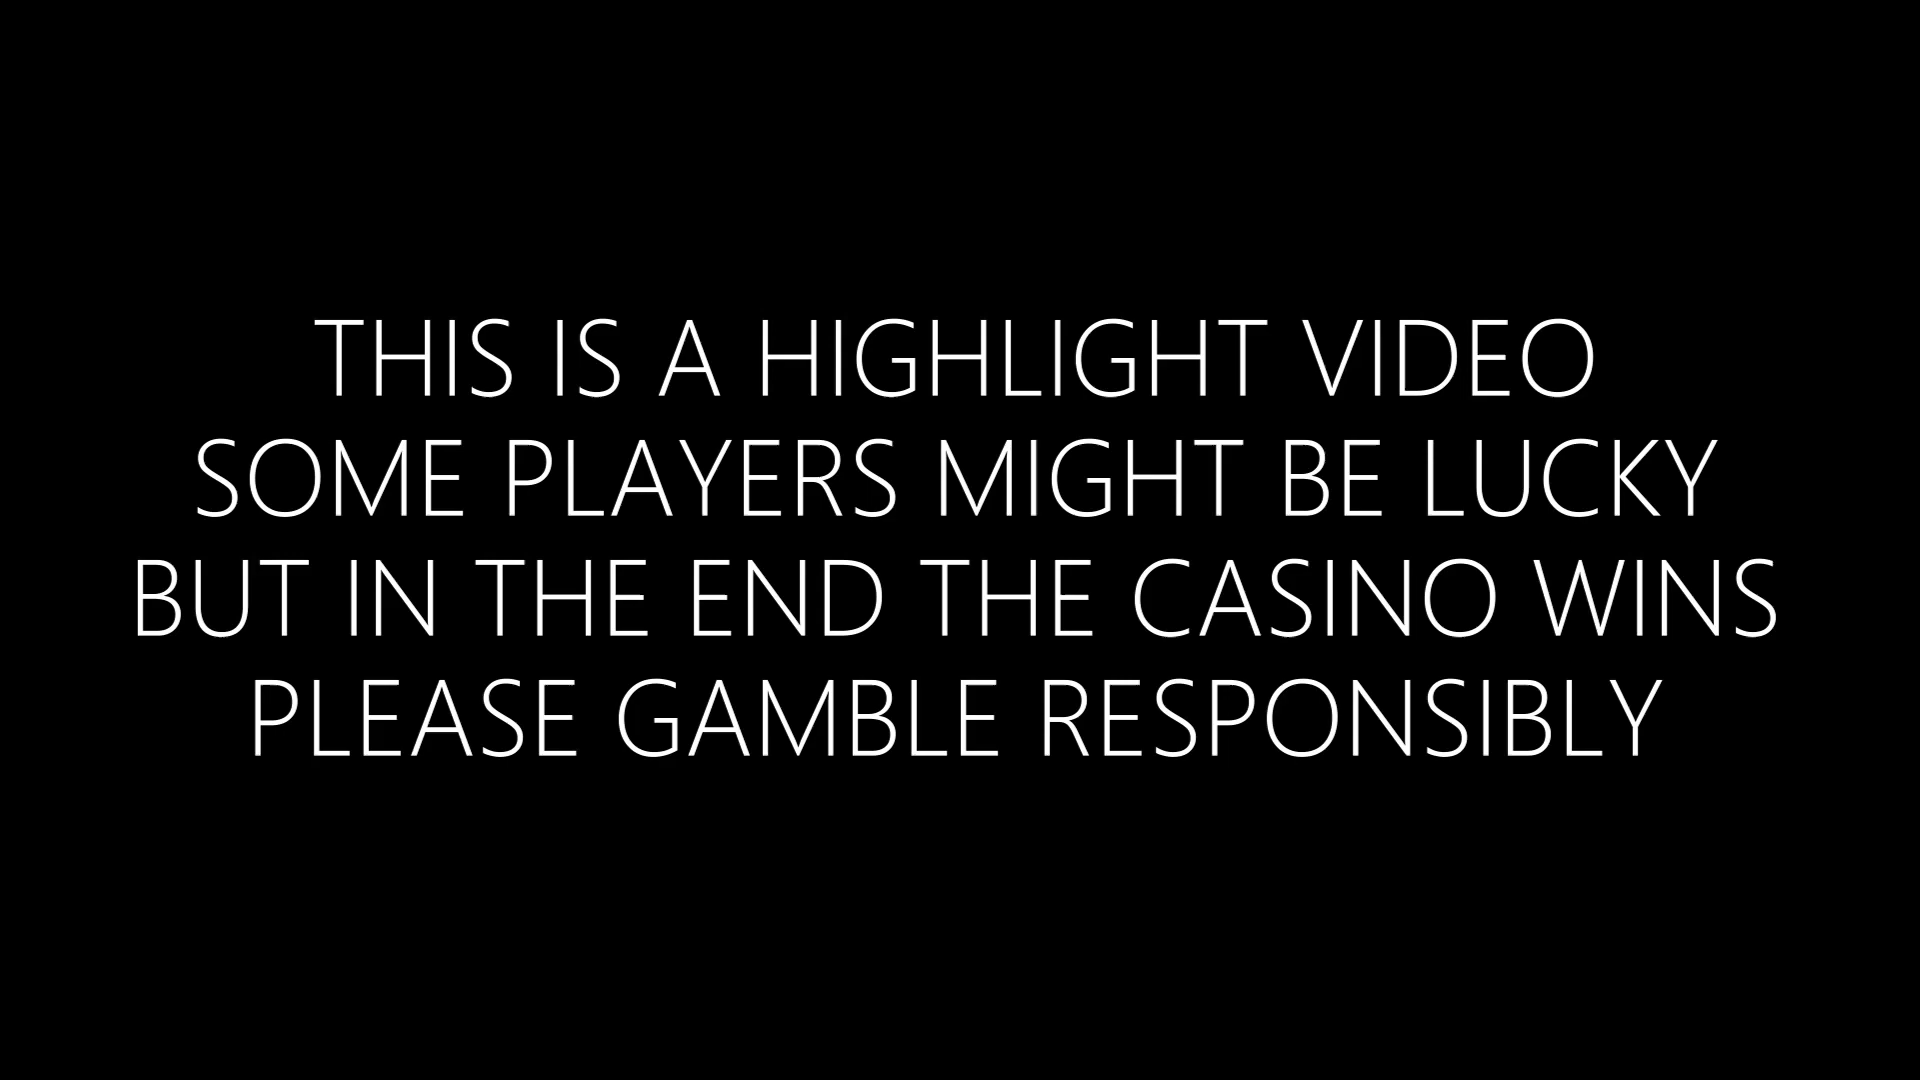 THIS IS A HIGHLIGHT VIDEO
SOME PLAYERS MIGHT BE LUCKY
BUT IN THE END THE CASINO WINS
PLEASE GAMBLE RESPONSIBLY